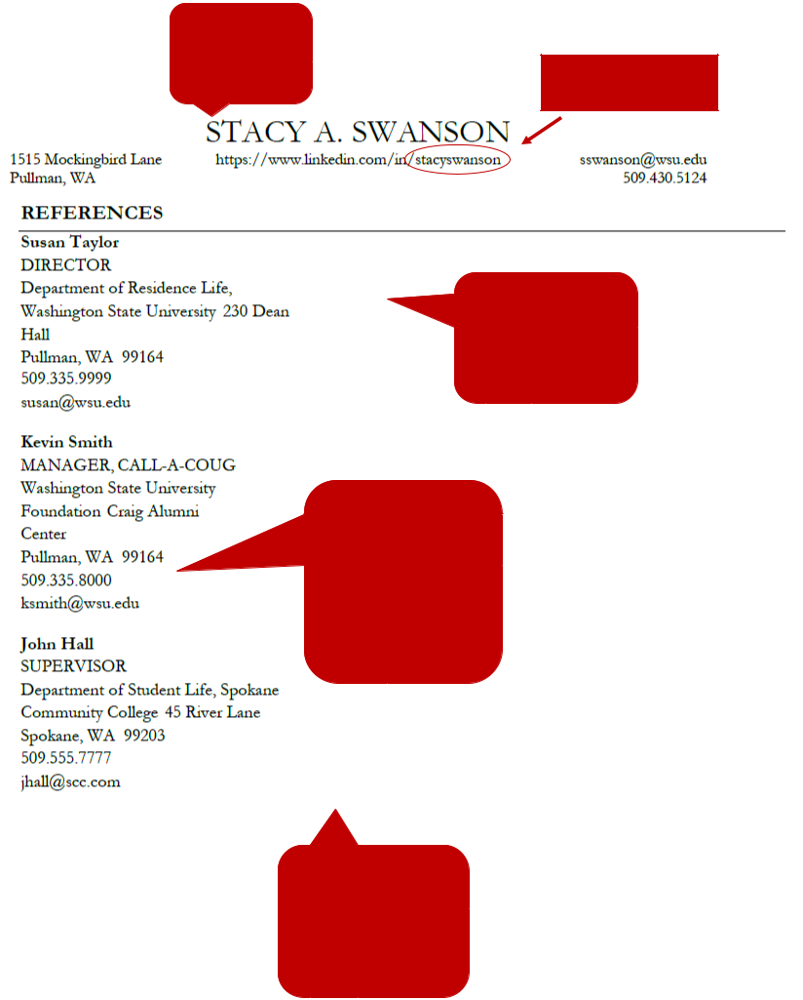 STACY A. SWANSON
1515 Mockingbird Lane https://www.linkedin.com/in/stacyswanson sswanson@wsu.edu
Pullman, WA 509.430.5124
REFERENCES
Susan Taylor
DIRECTOR
Department of Residence Life,
Washington State University 230 Dean
Hall
Pullman, WA 99164
509.335.9999
susan@wsu.edu
Kevin Smith
MANAGER, CALL-A-COUG
Washington State University
Foundation Craig Alumni
Center
Pullman, WA 99164
509.335.8000
ksmith@wsu.edu
John Hall
SUPERVISOR
Department of Student Life, Spokane
Community College 45 River Lane
Spokane, WA 99203
509.555.7777
jhall@scc.com